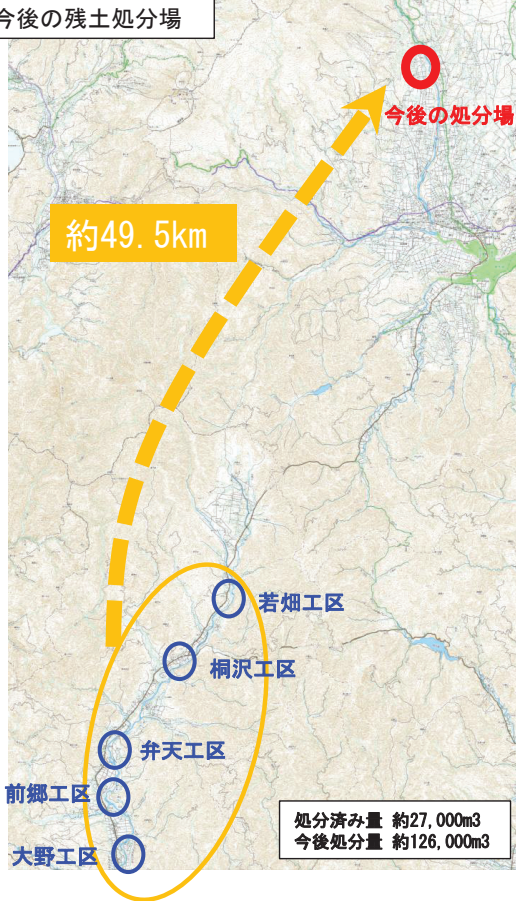 今後の残土処分場
今後の処分場
約49.5km
若畑工区
桐沢工区
弁天工区
前郷工区
大野工区
処分済み量 約27,000m3
今後処分量 約126,000m3